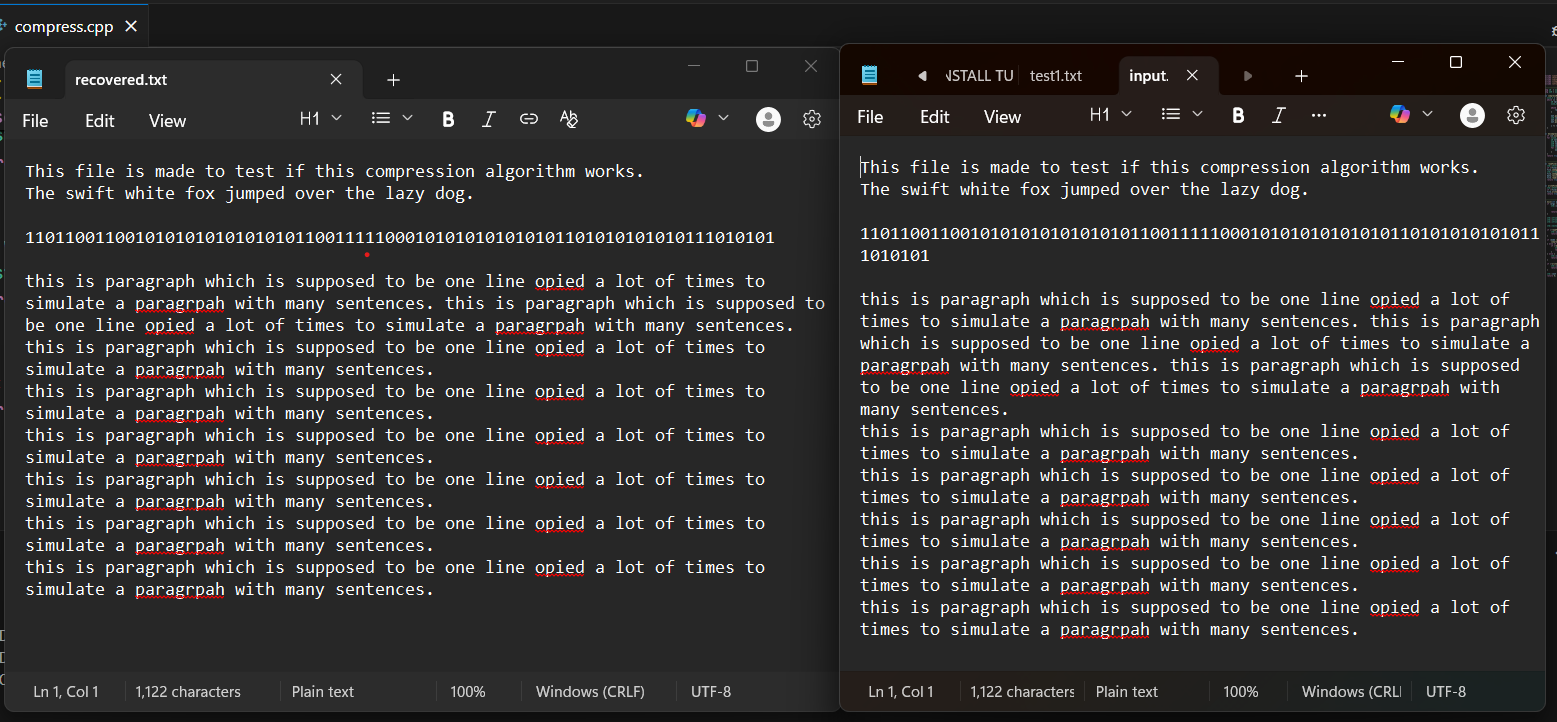 compress.cpp
recovered.txt
File Edit View H1
This file is made to test if this compression algorithm works.
The swift white fox jumped over the lazy dog.
110110011001010101010101010110011111000101010101010101101010101010111010101
this is paragraph which is supposed to be one line opied a lot of times to
simulate a paragrpah with many sentences. this is paragraph which is supposed to
be one line opied a lot of times to simulate a paragrpah with many sentences.
this is paragraph which is supposed to be one line opied a lot of times to
simulate a paragrpah with many sentences.
this is paragraph which is supposed to be one line opied a lot of times to
simulate a paragrpah with many sentences.
this is paragraph which is supposed to be one line opied a lot of times to
simulate a paragrpah with many sentences.
this is paragraph which is supposed to be one line opied a lot of times to
simulate a paragrpah with many sentences.
this is paragraph which is supposed to be one line opied a lot of times to
simulate a paragrpah with many sentences.
this is paragraph which is supposed to be one line opied a lot of times to
simulate a paragrpah with many sentences.
Ln 1, Col 1 1,122 characters Plain text 100% Windows (CRLF) UTF-8
NSTALL TU test1.txt input.
File Edit View H1
This file is made to test if this compression algorithm works.
The swift white fox jumped over the lazy dog.
11011001100101010101010101011001111100010101010101010110101010101011
1010101
this is paragraph which is supposed to be one line opied a lot of
times to simulate a paragrpah with many sentences. this is paragraph
which is supposed to be one line opied a lot of times to simulate a
paragrpah with many sentences. this is paragraph which is supposed
to be one line opied a lot of times to simulate a paragrpah with
many sentences.
this is paragraph which is supposed to be one line opied a lot of
times to simulate a paragrpah with many sentences.
this is paragraph which is supposed to be one line opied a lot of
times to simulate a paragrpah with many sentences.
this is paragraph which is supposed to be one line opied a lot of
times to simulate a paragrpah with many sentences.
this is paragraph which is supposed to be one line opied a lot of
times to simulate a paragrpah with many sentences.
this is paragraph which is supposed to be one line opied a lot of
times to simulate a paragrpah with many sentences.
Ln 1, Col 1 1,122 characters Plain text 100% Windows (CRL UTF-8